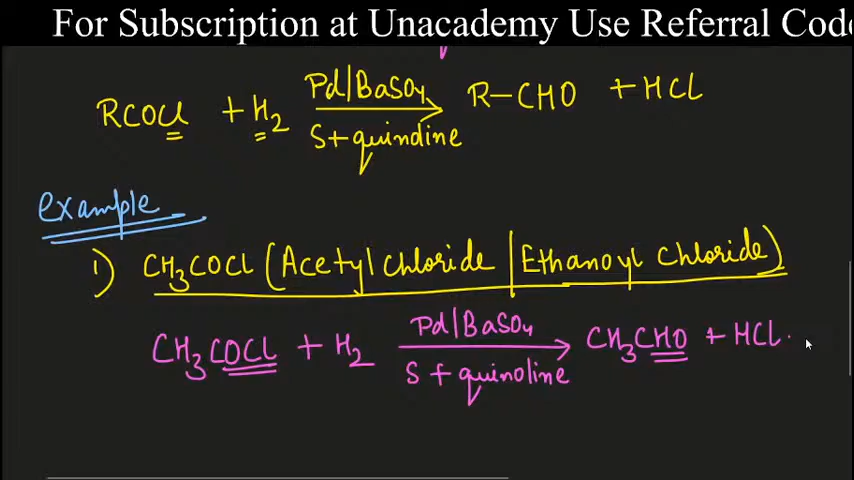 For Subscription at Unacademy Use Referral Code
Pd/BaSO4
RCOCl + H2 → R-CHO + HCl
S+quindine
example
1) CH3COCl (Acetyl Chloride | Ethanoyl Chloride)
Pd/BaSO4
CH3COCl + H2 → CH3CHO + HCl.
S + quinoline